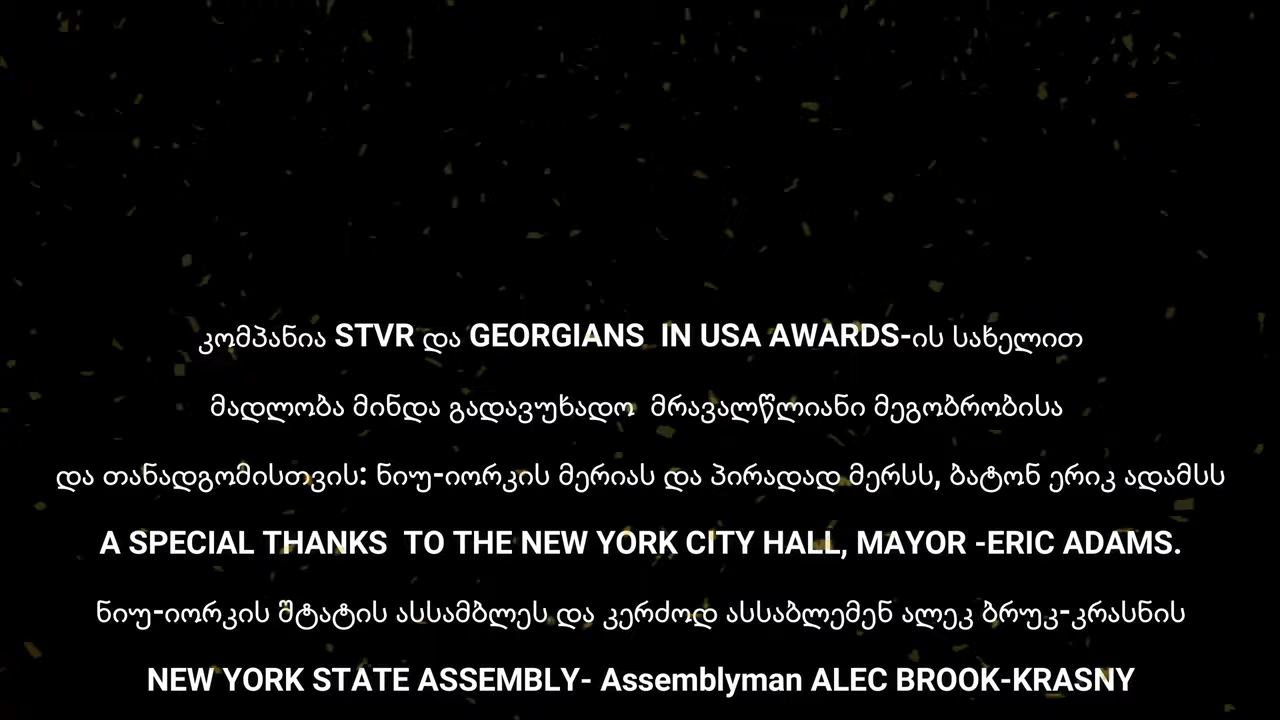 კომპანია STVR და GEORGIANS IN USA AWARDS-ის სახელით
მადლობა მინდა გადავუხადო მრავალწლიანი მეგობრობისა
და თანადგომისთვის: ნიუ-იორკის მერიას და პირადად მერსს, ბატონ ერიკ ადამსს
A SPECIAL THANKS TO THE NEW YORK CITY HALL, MAYOR -ERIC ADAMS.
ნიუ-იორკის შტატის ასსამბლეს და კერძოდ ასსაბლემენ ალეკ ბრუკ-კრასნის
NEW YORK STATE ASSEMBLY- Assemblyman ALEC BROOK-KRASNY